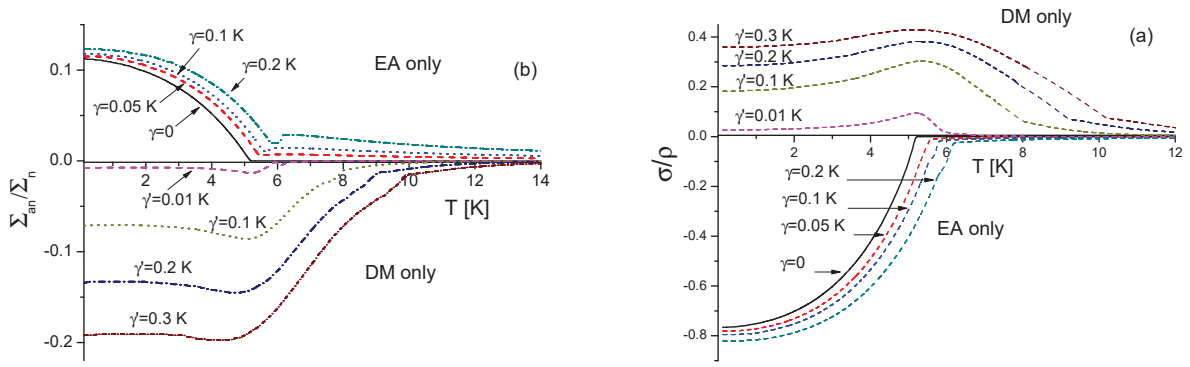 γ=0.1 K
0.1
γ=0.2 K
EA only
(b)
γ=0.05 K
γ=0
0.0
2
4
6
8
10
12
14
γ'=0.01 K
T [K]
γ'=0.1 K
-0.1
DM only
γ'=0.2 K
γ'=0.3 K
-0.2
Σan/Σn
DM only
(a)
0.4
γ'=0.3 K
γ'=0.2 K
0.2
γ'=0.1 K
γ'=0.01 K
0.0
2
4
6
8
10
12
γ=0.2 K
T [K]
-0.2
γ=0.1 K
γ=0.05 K
EA only
-0.4
γ=0
-0.6
-0.8
σ/ρ